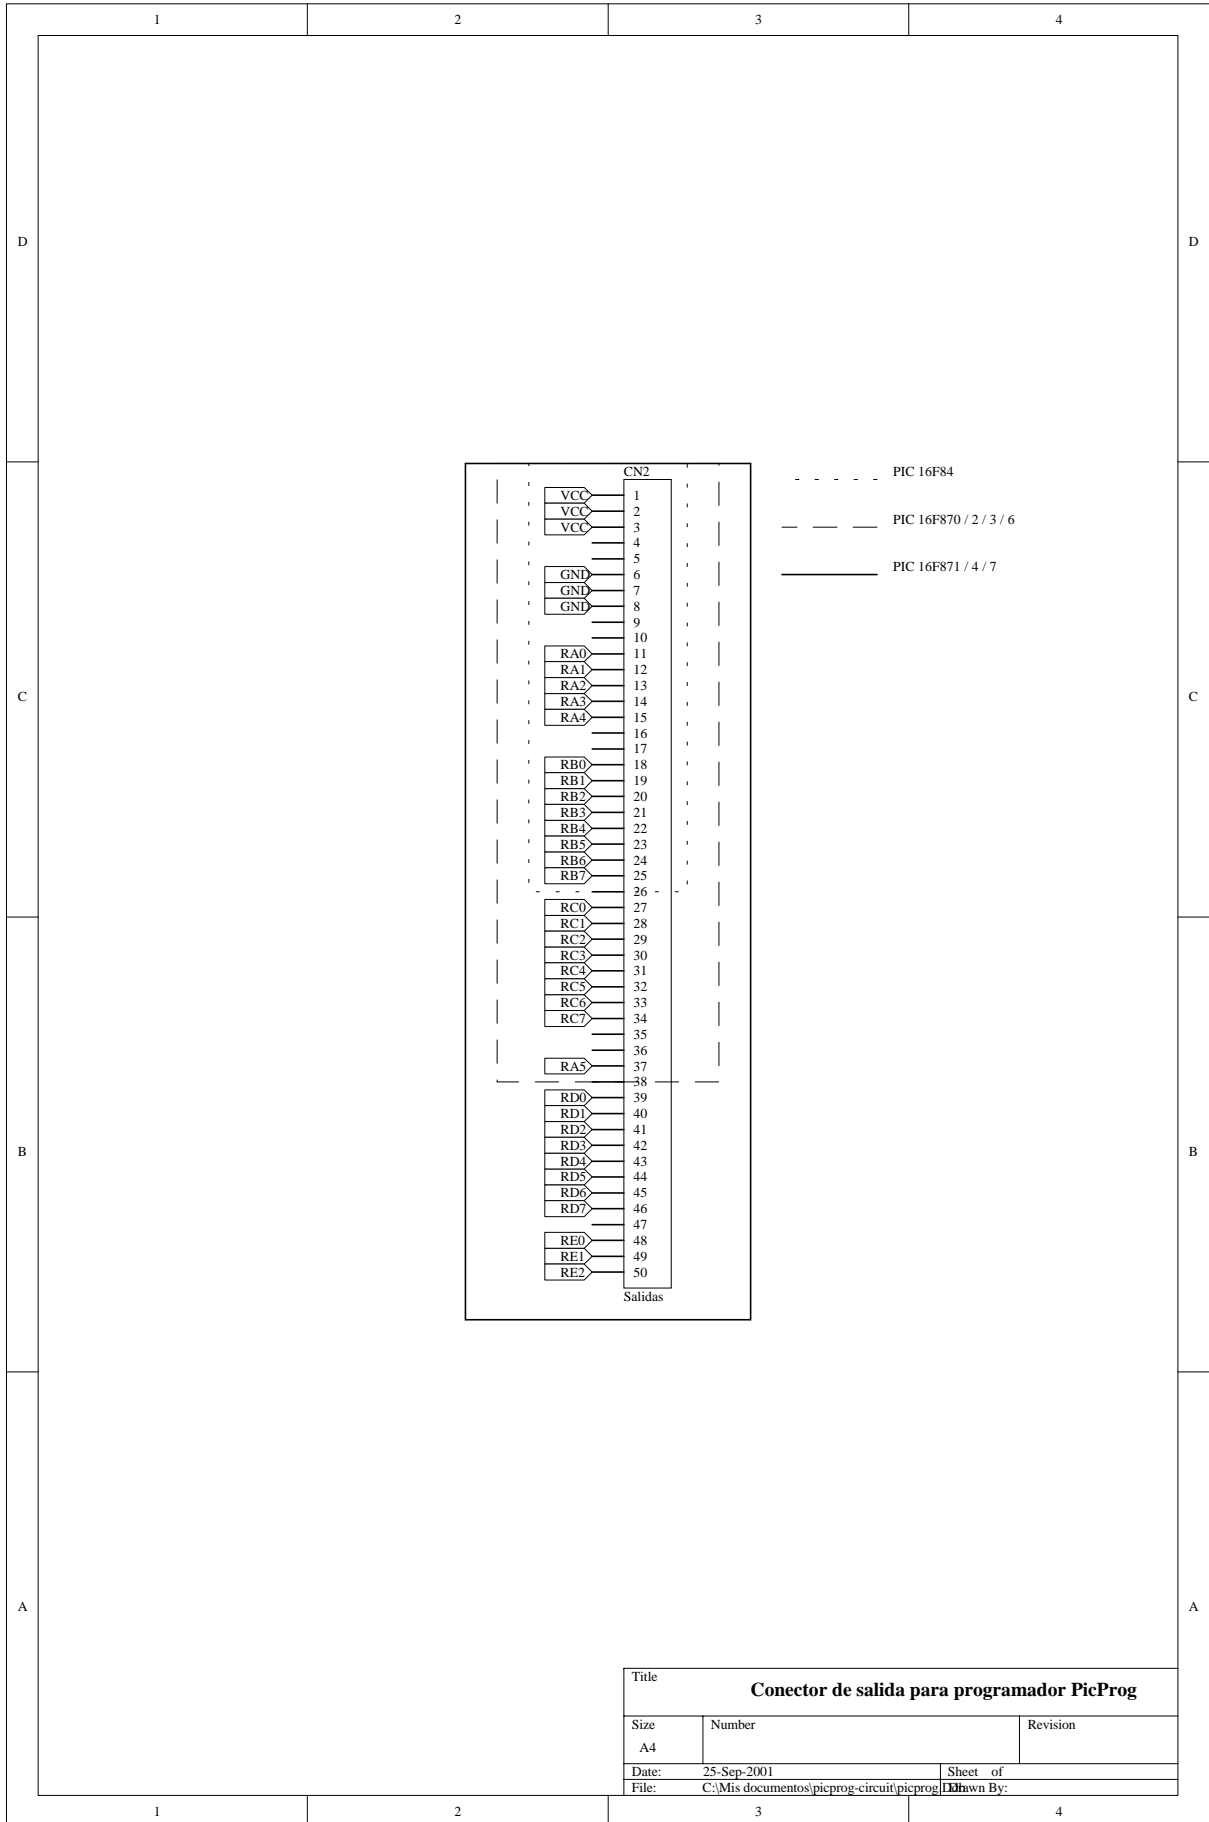 1 2 3 4
D D
CN2
PIC 16F84
VCC 1
VCC 2
PIC 16F870 / 2 / 3 / 6
VCC 3
4
5
PIC 16F871 / 4 / 7
GND 6
GND 7
GND 8
9
10
RA0 11
RA1 12
RA2 13
C C
RA3 14
RA4 15
16
17
RB0 18
RB1 19
RB2 20
RB3 21
RB4 22
RB5 23
RB6 24
RB7 25
26
RC0 27
RC1 28
RC2 29
RC3 30
RC4 31
RC5 32
RC6 33
RC7 34
35
36
RA5 37
38
RD0 39
RD1 40
RD2 41
RD3 42
B B
RD4 43
RD5 44
RD6 45
RD7 46
47
RE0 48
RE1 49
RE2 50
Salidas
A A
Title
Conector de salida para programador PicProg
Size Number Revision
A4
Date: 25-Sep-2001 Sheet of
File: C:\Mis documentos\picprog-circuit\picprog.Ddb Drawn By:
1 2 3 4